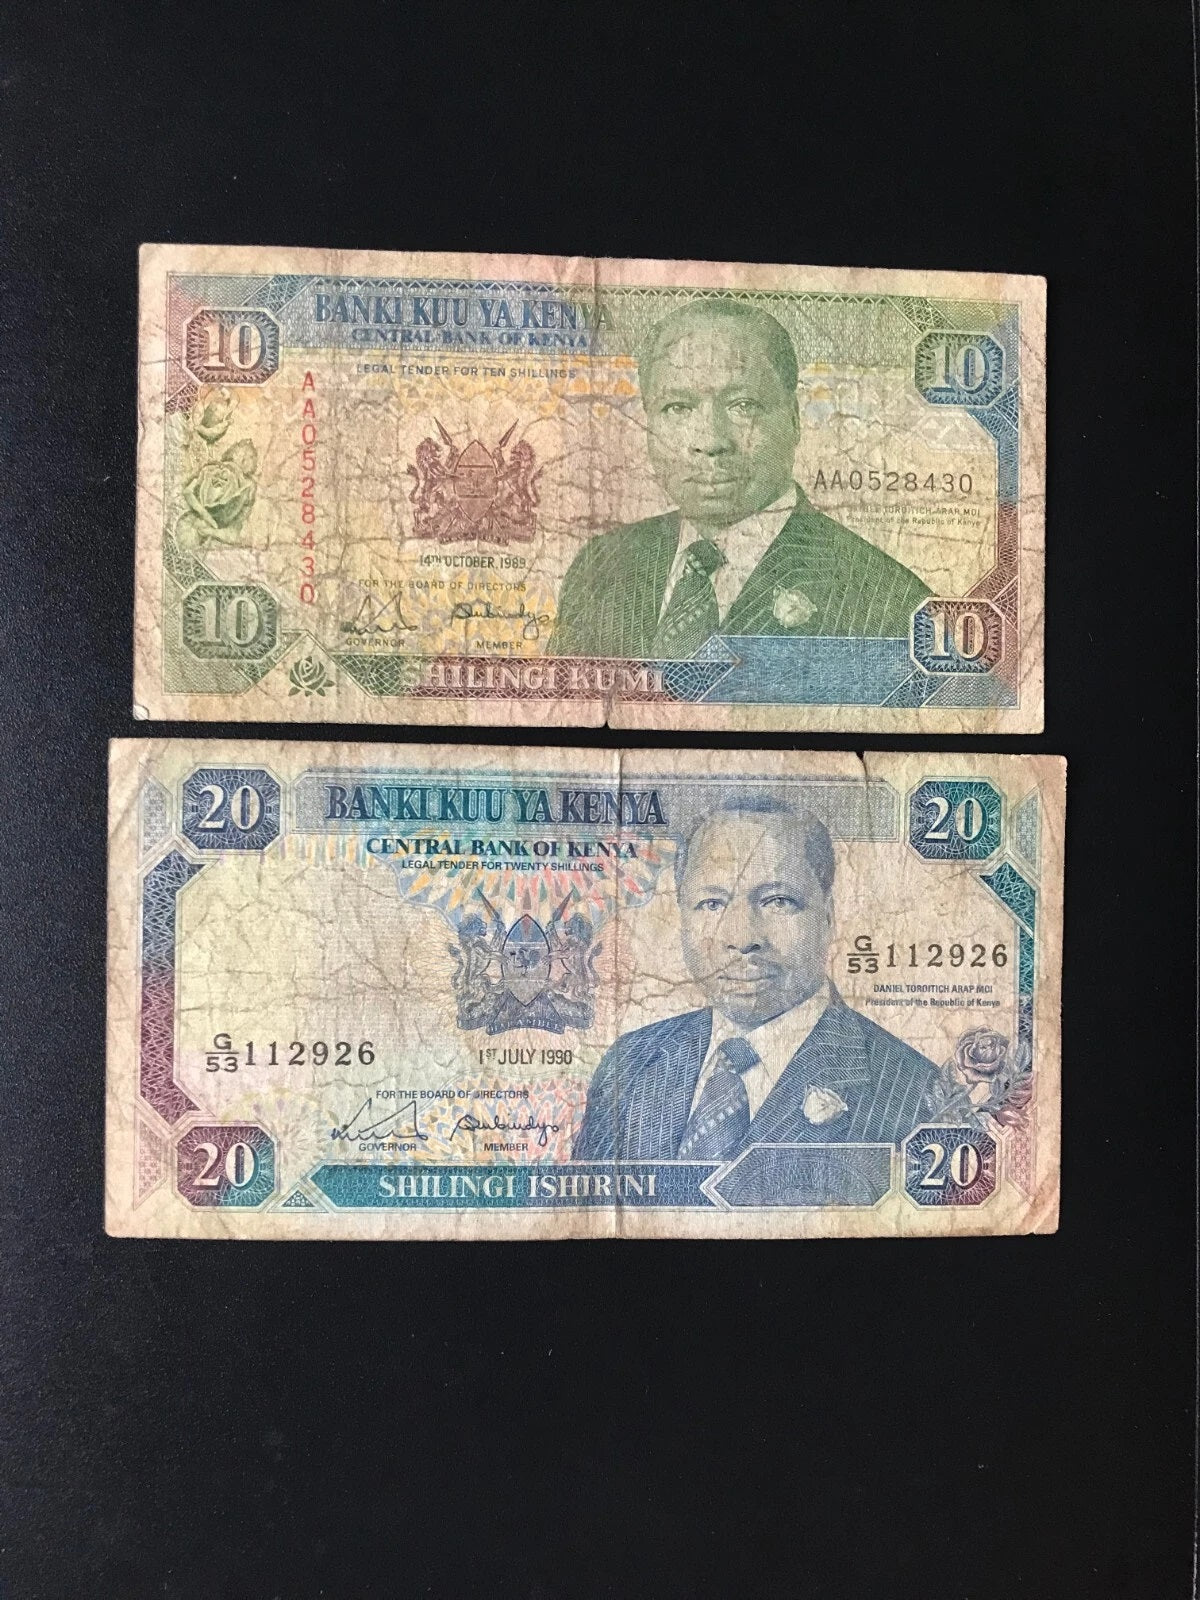 BANKI KUU YA KENYA
CENTRAL BANK OF KENYA
LEGAL TENDER FOR TEN SHILLINGS
10
10
AA0528430
AA0528430
DANIEL TOROITICH ARAP MOI
President of the Republic of Kenya
14TH OCTOBER, 1989
FOR THE BOARD OF DIRECTORS
GOVERNOR MEMBER
10
10
SHILINGI KUMI
20
BANKI KUU YA KENYA
20
CENTRAL BANK OF KENYA
LEGAL TENDER FOR TWENTY SHILLINGS
G/53 112926
DANIEL TOROITICH ARAP MOI
President of the Republic of Kenya
G/53 112926
1ST JULY 1990
FOR THE BOARD OF DIRECTORS
GOVERNOR MEMBER
20
20
SHILINGI ISHIRINI